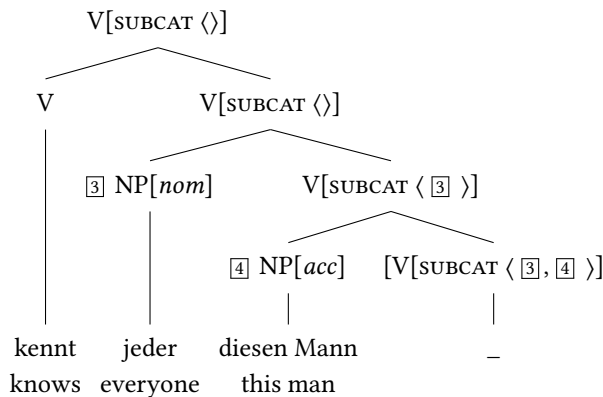 V[SUBCAT ⟨⟩]
V V[SUBCAT ⟨⟩]
3 NP[nom] V[SUBCAT ⟨ 3 ⟩]
4 NP[acc] [V[SUBCAT ⟨ 3, 4 ⟩]
kennt jeder diesen Mann _
knows everyone this man